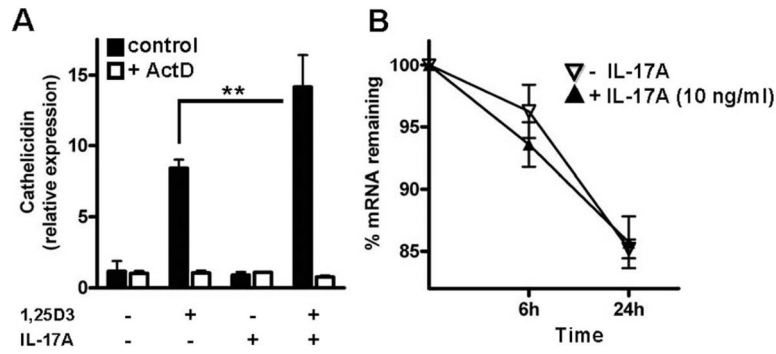 A
control
+ ActD
**
Cathelicidin
(relative expression)
15
10
5
0
1,25D3 - + - +
IL-17A - - + +
B
- IL-17A
+ IL-17A (10 ng/ml)
% mRNA remaining
100
95
90
85
6h 24h
Time